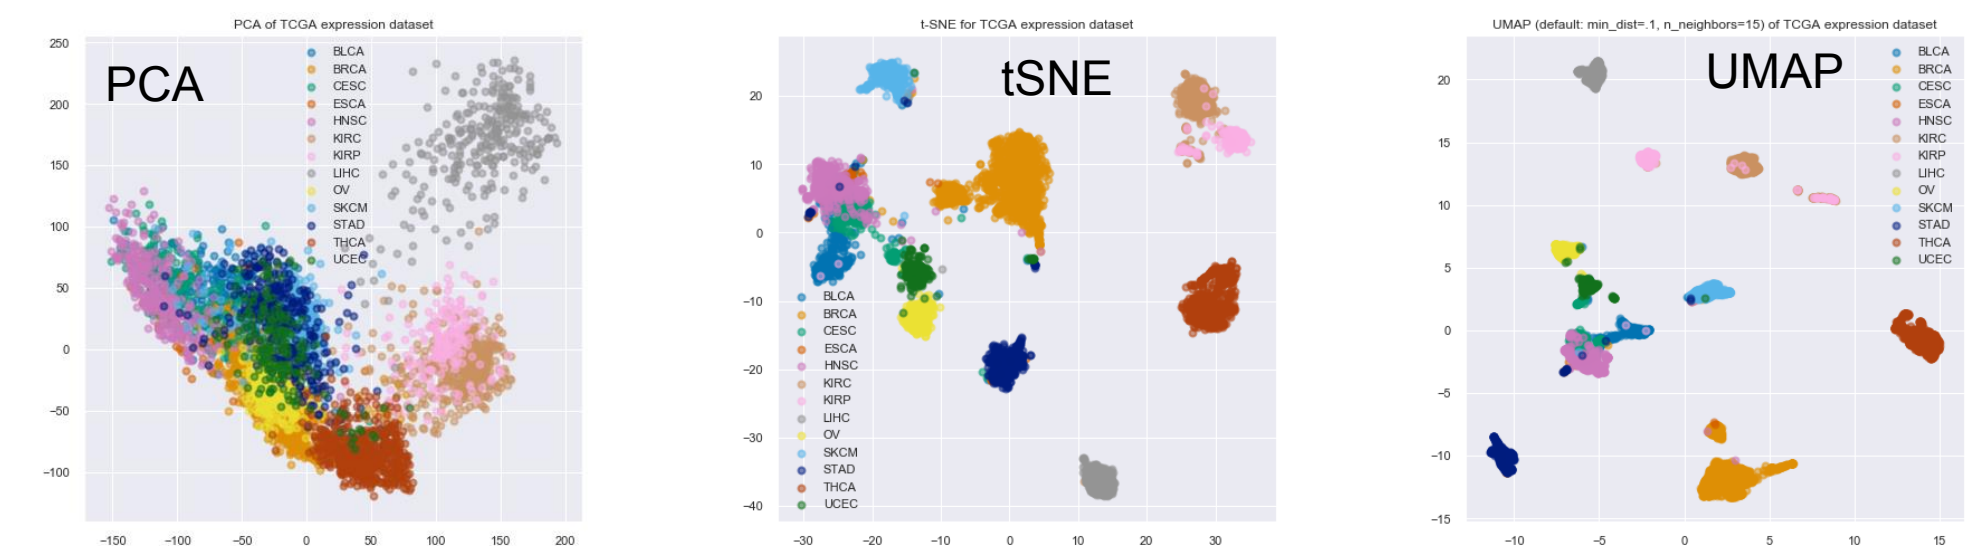 PCA of TCGA expression dataset
PCA
250
200
150
100
50
0
−50
−100
−150
−100
−50
0
50
100
150
200
BLCA
BRCA
CESC
ESCA
HNSC
KIRC
KIRP
LIHC
OV
SKCM
STAD
THCA
UCEC
t-SNE for TCGA expression dataset
tSNE
20
10
0
−10
−20
−30
−40
−30
−20
−10
0
10
20
30
BLCA
BRCA
CESC
ESCA
HNSC
KIRC
KIRP
LIHC
OV
SKCM
STAD
THCA
UCEC
UMAP (default: min_dist=.1, n_neighbors=15) of TCGA expression dataset
UMAP
20
15
10
5
0
−5
−10
−15
−10
−5
0
5
10
15
BLCA
BRCA
CESC
ESCA
HNSC
KIRC
KIRP
LIHC
OV
SKCM
STAD
THCA
UCEC